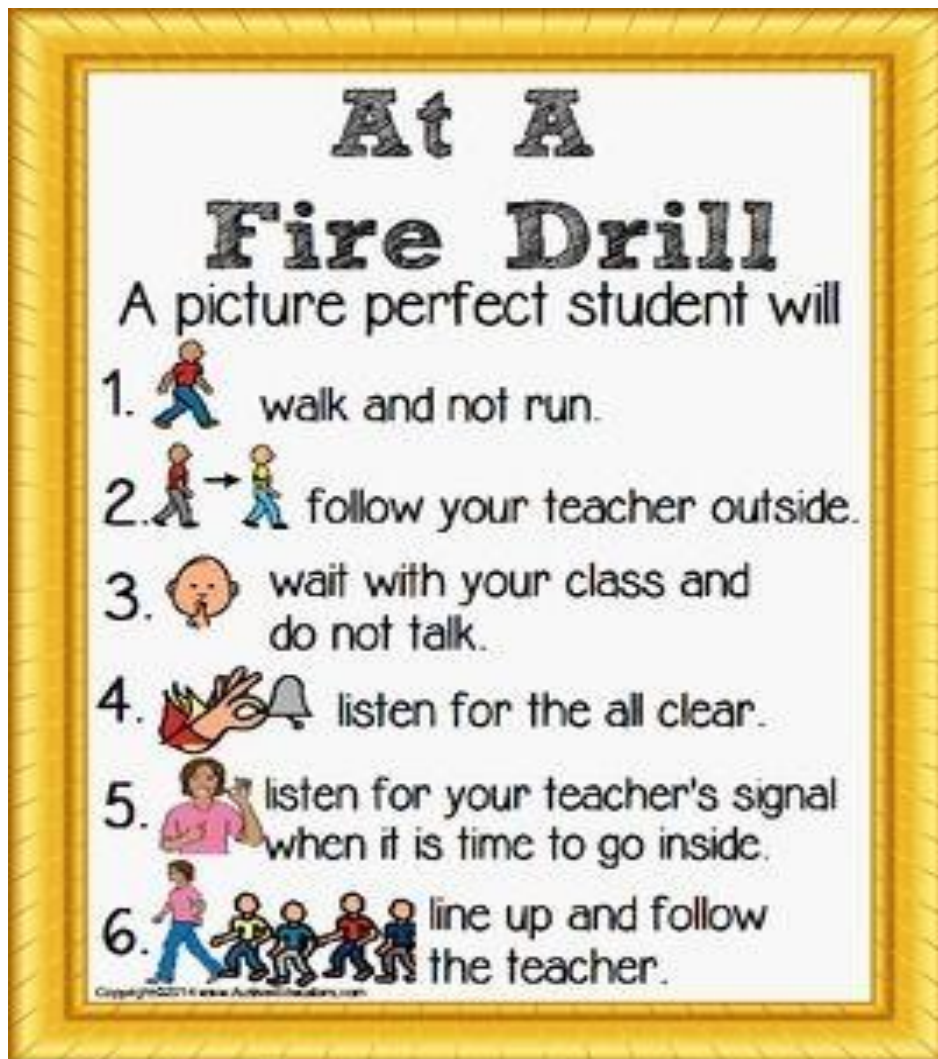 At A
Fire Drill
A picture perfect student will
1. walk and not run.
2. follow your teacher outside.
3. wait with your class and
do not talk.
4. listen for the all clear.
5. listen for your teacher's signal
when it is time to go inside.
6. line up and follow
the teacher.